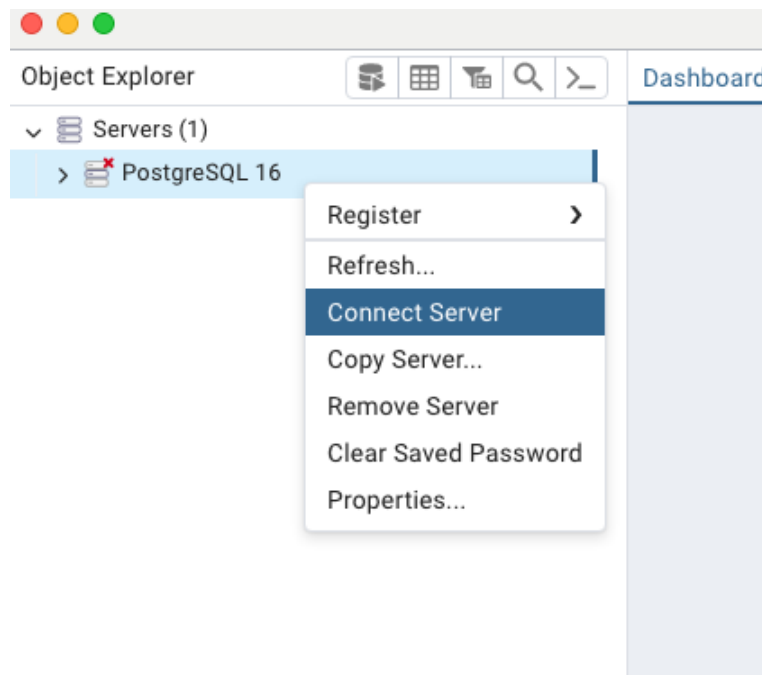 Object Explorer
Dashboard
Servers (1)
PostgreSQL 16
Register
Refresh...
Connect Server
Copy Server...
Remove Server
Clear Saved Password
Properties...